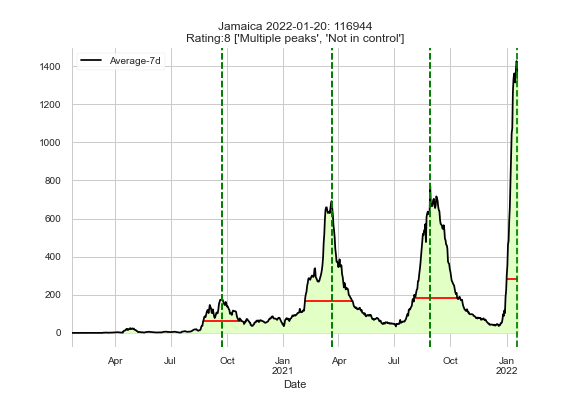 Jamaica 2022-01-20: 116944
Rating:8 ['Multiple peaks', 'Not in control']
Average-7d
1400
1200
1000
800
600
400
200
0
Apr Jul Oct Jan Apr Jul Oct Jan
2021 2022
Date